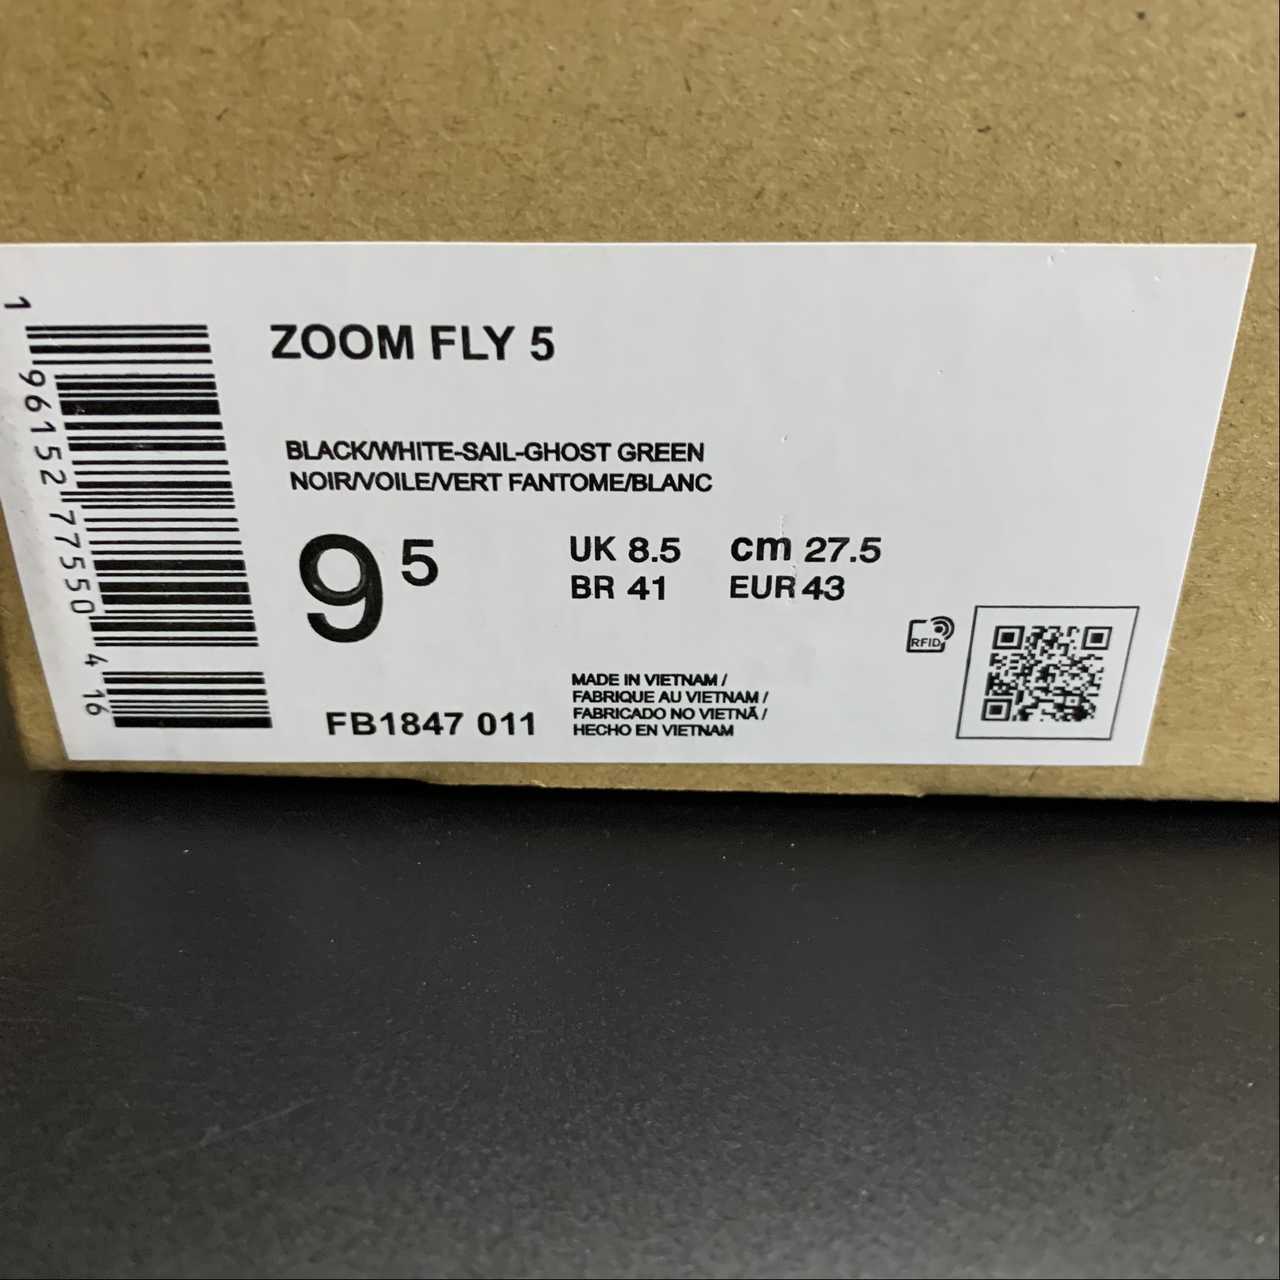 ZOOM FLY 5
BLACK/WHITE-SAIL-GHOST GREEN
NOIR/VOILE/VERT FANTOME/BLANC
9 5
UK 8.5 cm 27.5
BR 41 EUR 43
RFID
FB1847 011
MADE IN VIETNAM /
FABRIQUE AU VIETNAM /
FABRICADO NO VIETNÃ /
HECHO EN VIETNAM
1 96152 77550 4 16